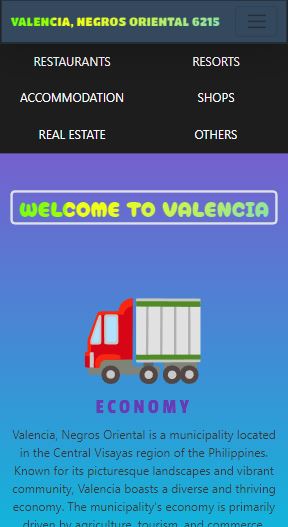 VALENCIA, NEGROS ORIENTAL 6215
RESTAURANTS RESORTS
ACCOMMODATION SHOPS
REAL ESTATE OTHERS
WELCOME TO VALENCIA
ECONOMY
Valencia, Negros Oriental is a municipality located
in the Central Visayas region of the Philippines.
Known for its picturesque landscapes and vibrant
community, Valencia boasts a diverse and thriving
economy. The municipality's economy is primarily
driven by agriculture, tourism, and commerce.